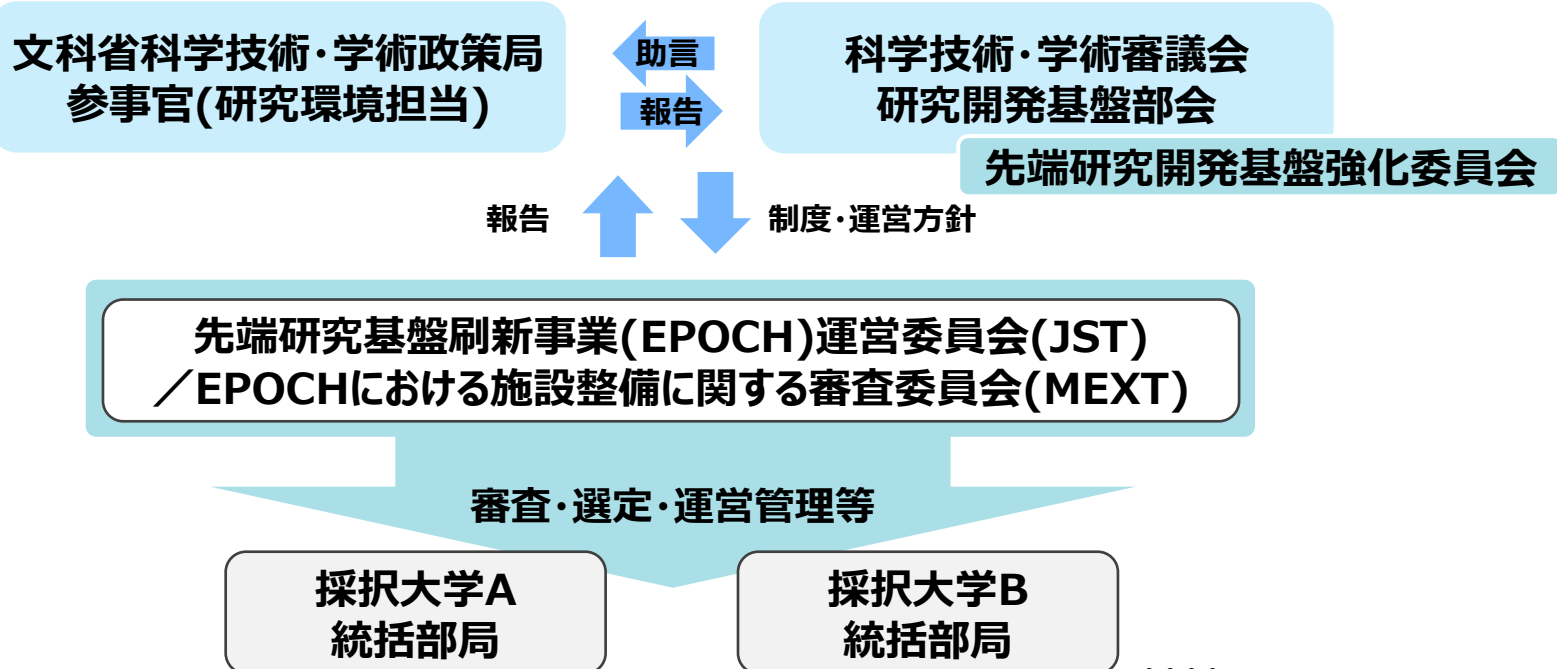 文科省科学技術・学術政策局
参事官(研究環境担当)
助言
報告
科学技術・学術審議会
研究開発基盤部会
先端研究開発基盤強化委員会
報告
制度・運営方針
先端研究基盤刷新事業(EPOCH)運営委員会(JST)
／EPOCHにおける施設整備に関する審査委員会(MEXT)
審査・選定・運営管理等
採択大学A
統括部局
採択大学B
統括部局